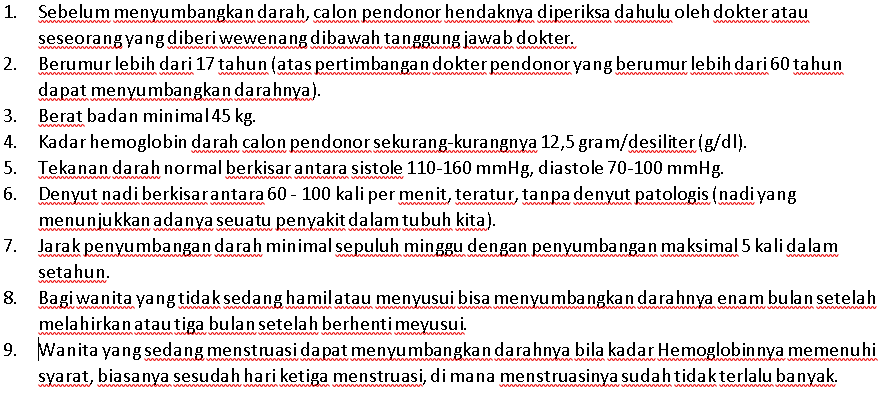 1. Sebelum menyumbangkan darah, calon pendonor hendaknya diperiksa dahulu oleh dokter atau
seseorang yang diberi wewenang dibawah tanggung jawab dokter.
2. Berumur lebih dari 17 tahun (atas pertimbangan dokter pendonor yang berumur lebih dari 60 tahun
dapat menyumbangkan darahnya).
3. Berat badan minimal 45 kg.
4. Kadar hemoglobin darah calon pendonor sekurang-kurangnya 12,5 gram/desiliter (g/dl).
5. Tekanan darah normal berkisar antara sistole 110-160 mmHg, diastole 70-100 mmHg.
6. Denyut nadi berkisar antara 60 - 100 kali per menit, teratur, tanpa denyut patologis (nadi yang
menunjukkan adanya seuatu penyakit dalam tubuh kita).
7. Jarak penyumbangan darah minimal sepuluh minggu dengan penyumbangan maksimal 5 kali dalam
setahun.
8. Bagi wanita yang tidak sedang hamil atau menyusui bisa menyumbangkan darahnya enam bulan setelah
melahirkan atau tiga bulan setelah berhenti meyusui.
9. Wanita yang sedang menstruasi dapat menyumbangkan darahnya bila kadar Hemoglobinnya memenuhi
syarat, biasanya sesudah hari ketiga menstruasi, di mana menstruasinya sudah tidak terlalu banyak.